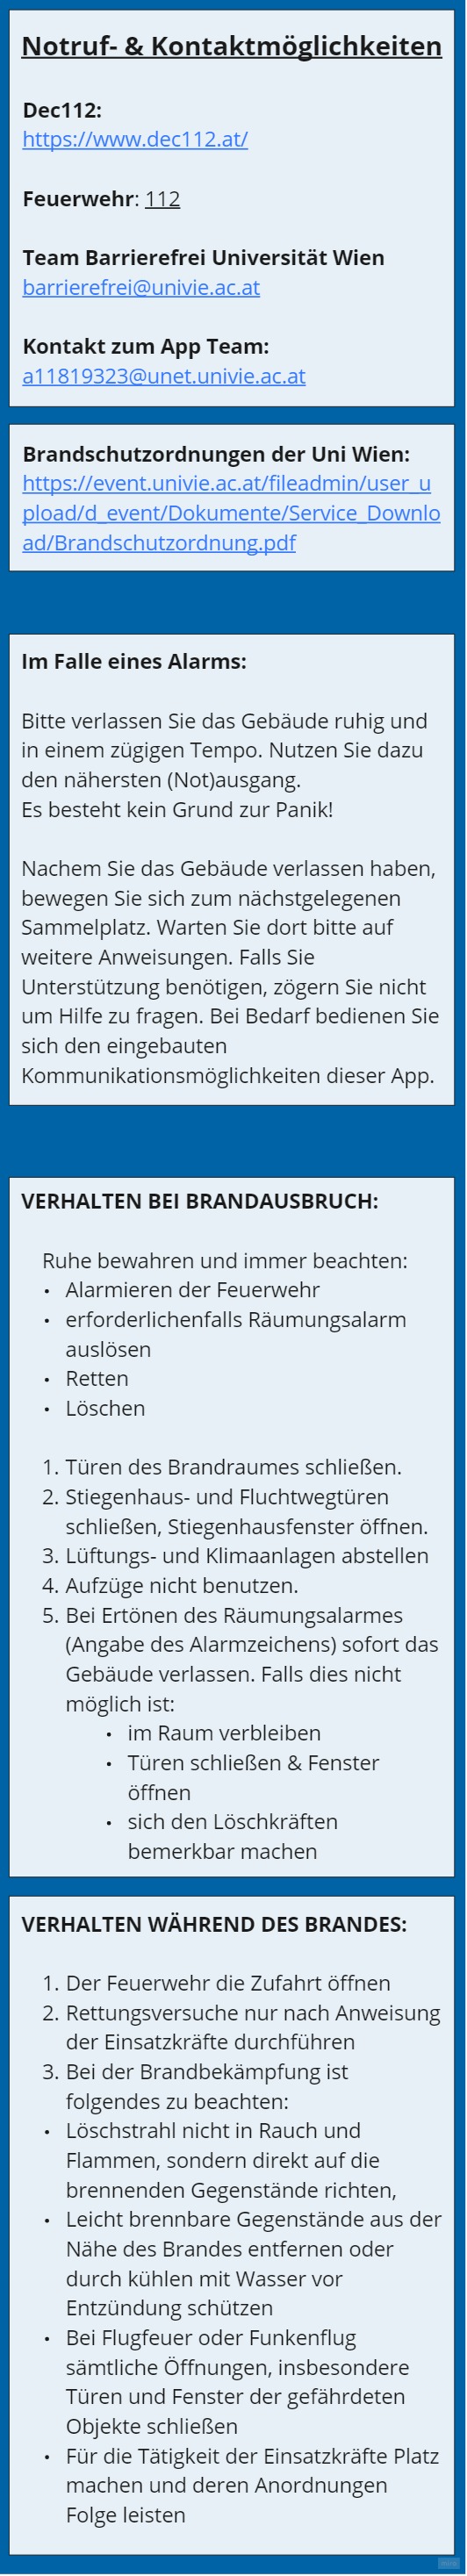 Notruf- & Kontaktmöglichkeiten
Dec112:
https://www.dec112.at/
Feuerwehr: 112
Team Barrierefrei Universität Wien
barrierefrei@univie.ac.at
Kontakt zum App Team:
a11819323@unet.univie.ac.at
Brandschutzordnungen der Uni Wien:
https://event.univie.ac.at/fileadmin/user_u
pload/d_event/Dokumente/Service_Downlo
ad/Brandschutzordnung.pdf
Im Falle eines Alarms:
Bitte verlassen Sie das Gebäude ruhig und
in einem zügigen Tempo. Nutzen Sie dazu
den nähersten (Not)ausgang.
Es besteht kein Grund zur Panik!
Nachem Sie das Gebäude verlassen haben,
bewegen Sie sich zum nächstgelegenen
Sammelplatz. Warten Sie dort bitte auf
weitere Anweisungen. Falls Sie
Unterstützung benötigen, zögern Sie nicht
um Hilfe zu fragen. Bei Bedarf bedienen Sie
sich den eingebauten
Kommunikationsmöglichkeiten dieser App.
VERHALTEN BEI BRANDAUSBRUCH:
Ruhe bewahren und immer beachten:
• Alarmieren der Feuerwehr
• erforderlichenfalls Räumungsalarm
auslösen
• Retten
• Löschen
1. Türen des Brandraumes schließen.
2. Stiegenhaus- und Fluchtwegtüren
schließen, Stiegenhausfenster öffnen.
3. Lüftungs- und Klimaanlagen abstellen
4. Aufzüge nicht benutzen.
5. Bei Ertönen des Räumungsalarmes
(Angabe des Alarmzeichens) sofort das
Gebäude verlassen. Falls dies nicht
möglich ist:
• im Raum verbleiben
• Türen schließen & Fenster
öffnen
• sich den Löschkräften
bemerkbar machen
VERHALTEN WÄHREND DES BRANDES:
1. Der Feuerwehr die Zufahrt öffnen
2. Rettungsversuche nur nach Anweisung
der Einsatzkräfte durchführen
3. Bei der Brandbekämpfung ist
folgendes zu beachten:
• Löschstrahl nicht in Rauch und
Flammen, sondern direkt auf die
brennenden Gegenstände richten,
• Leicht brennbare Gegenstände aus der
Nähe des Brandes entfernen oder
durch kühlen mit Wasser vor
Entzündung schützen
• Bei Flugfeuer oder Funkenflug
sämtliche Öffnungen, insbesondere
Türen und Fenster der gefährdeten
Objekte schließen
• Für die Tätigkeit der Einsatzkräfte Platz
machen und deren Anordnungen
Folge leisten